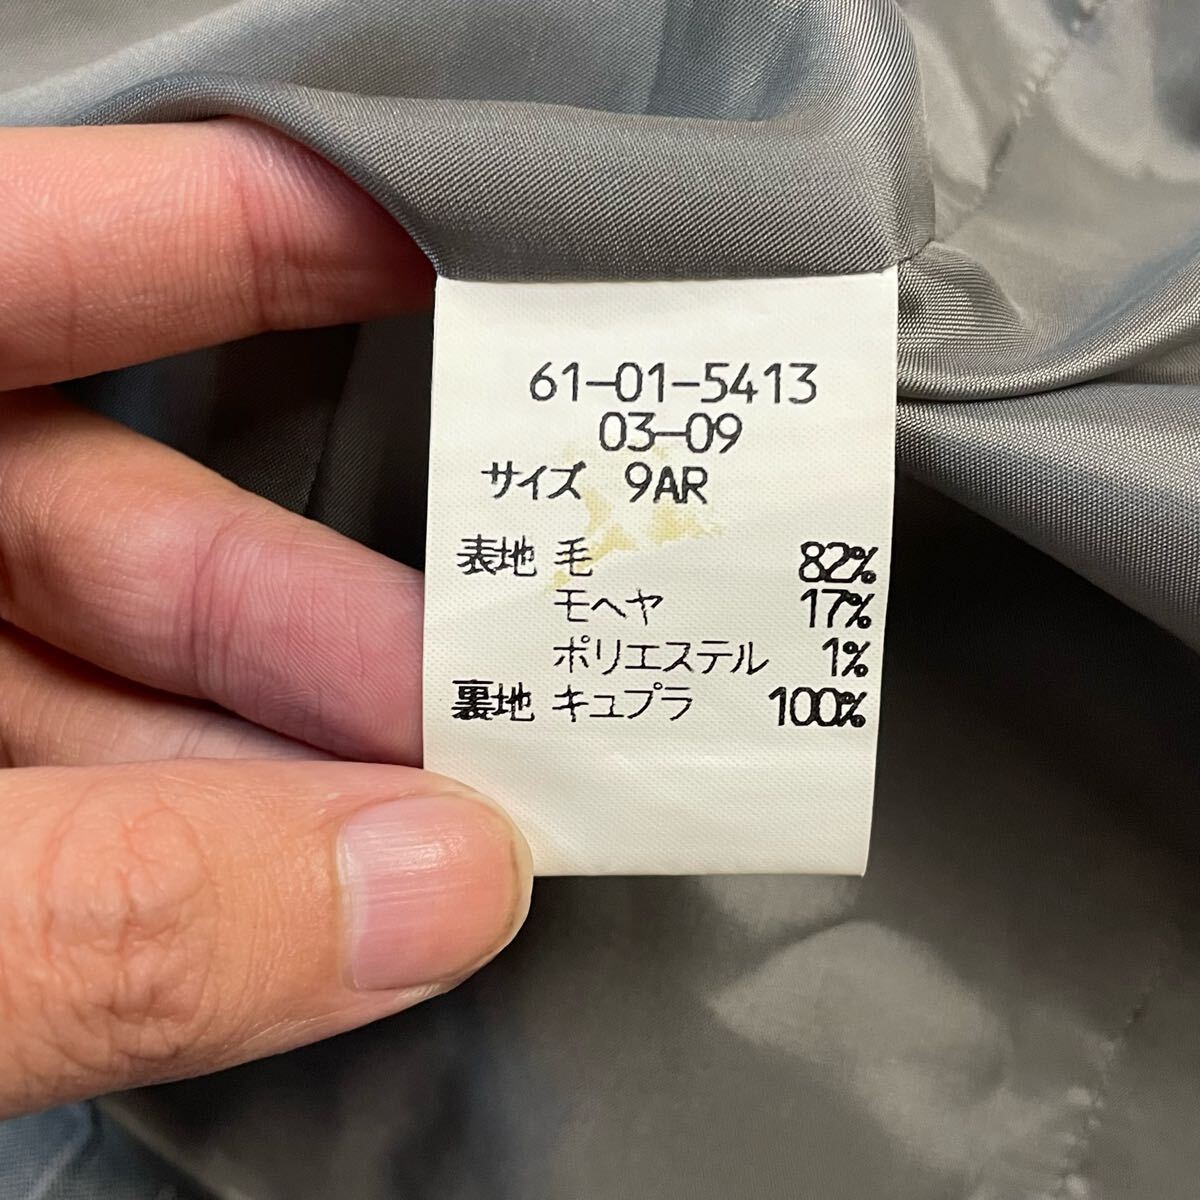 61-01-5413
03-09
サイズ 9AR
表地 毛 82%
モヘヤ 17%
ポリエステル 1%
裏地 キュプラ 100%